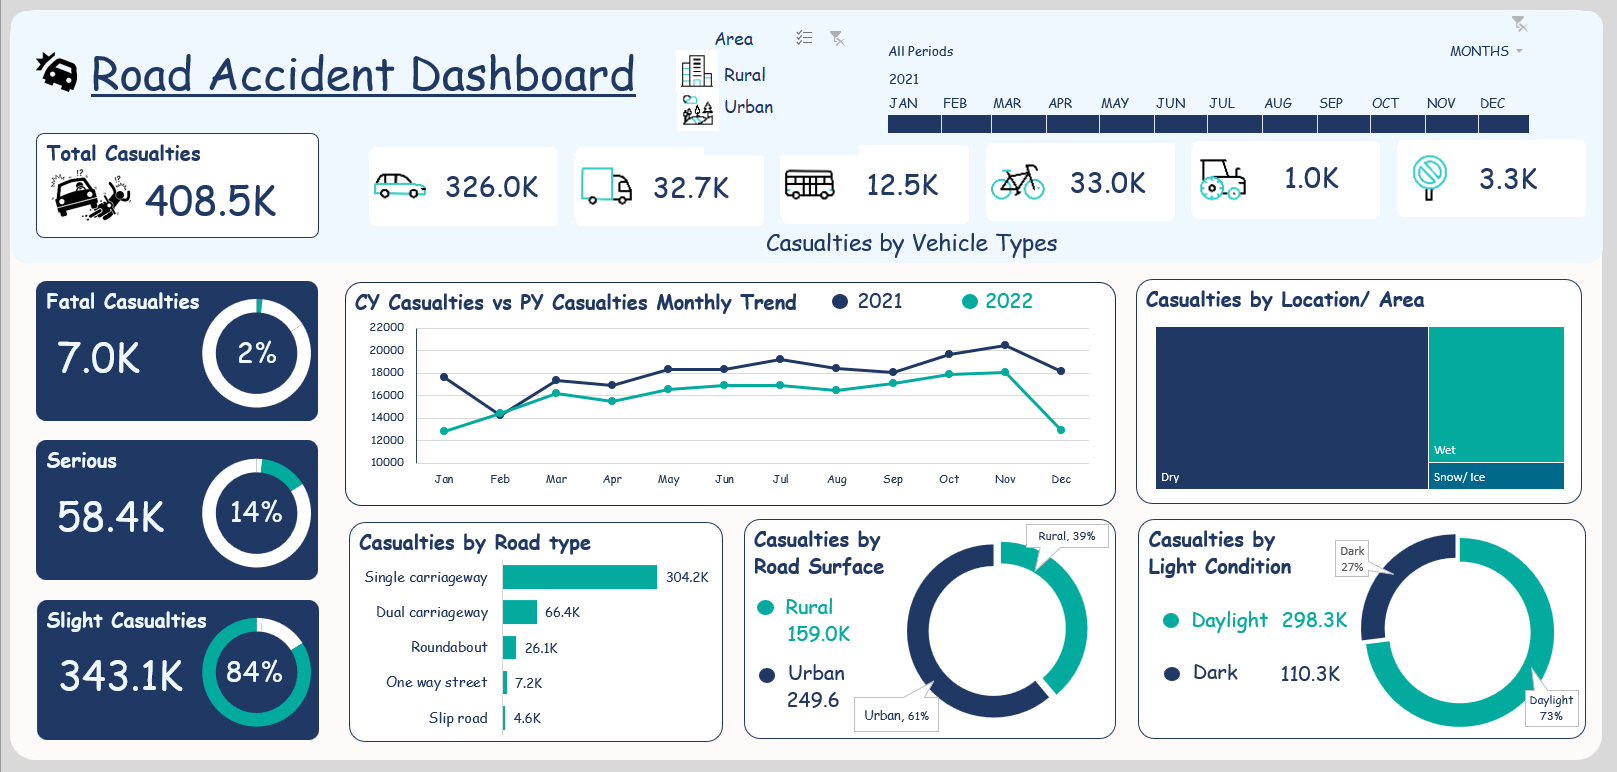 Road Accident Dashboard
Area
Rural
Urban
All Periods
MONTHS
2021
JAN FEB MAR APR MAY JUN JUL AUG SEP OCT NOV DEC
Total Casualties
408.5K
!? !?
326.0K
32.7K
12.5K
33.0K
1.0K
3.3K
Casualties by Vehicle Types
Fatal Casualties
7.0K
2%
Serious
58.4K
14%
Slight Casualties
343.1K
84%
CY Casualties vs PY Casualties Monthly Trend
2021
2022
22000
20000
18000
16000
14000
12000
10000
Jan Feb Mar Apr May Jun Jul Aug Sep Oct Nov Dec
Casualties by Location/ Area
Dry
Wet
Snow/ Ice
Casualties by Road type
Single carriageway 304.2K
Dual carriageway 66.4K
Roundabout 26.1K
One way street 7.2K
Slip road 4.6K
Casualties by
Road Surface
Rural
159.0K
Urban
249.6
Rural, 39%
Urban, 61%
Casualties by
Light Condition
Daylight 298.3K
Dark 110.3K
Dark
27%
Daylight
73%